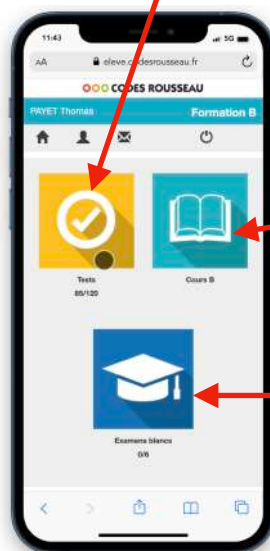 11:43
5G
AA
eleve.codesrousseau.fr
CODES ROUSSEAU
PAYET Thomas
Formation B
Tests
85/120
Cours B
Examens blancs
0/6